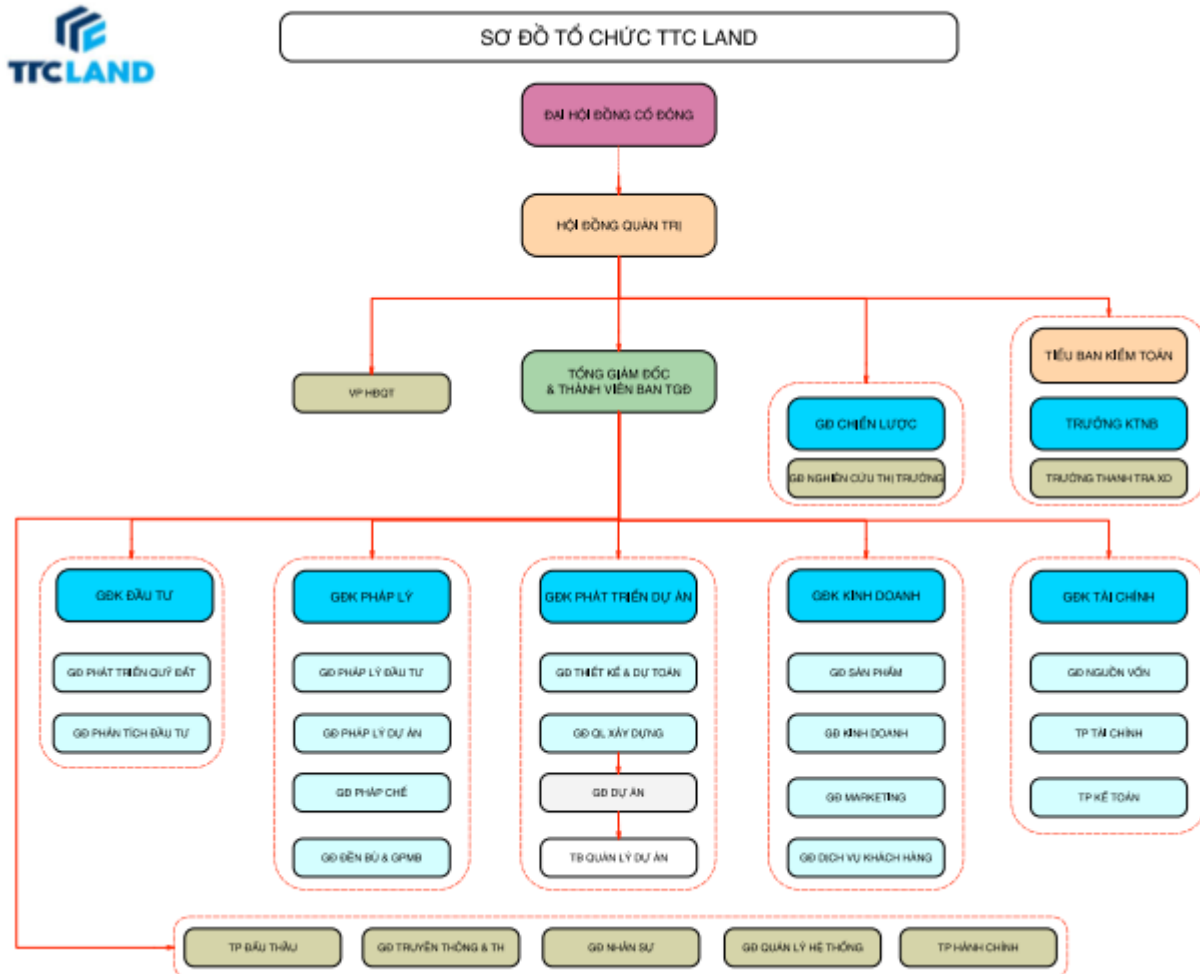 TTC LAND
SƠ ĐỒ TỔ CHỨC TTC LAND
ĐẠI HỘI ĐỒNG CỔ ĐÔNG
HỘI ĐỒNG QUẢN TRỊ
VP HĐQT
TỔNG GIÁM ĐỐC
& THÀNH VIÊN BAN TGĐ
GĐ CHIẾN LƯỢC
GĐ NGHIÊN CỨU THỊ TRƯỜNG
TIỂU BAN KIỂM TOÁN
TRƯỞNG KTNB
TRƯỞNG THANH TRA XD
GĐK ĐẦU TƯ
GĐ PHÁT TRIỂN QUỸ ĐẤT
GĐ PHÂN TÍCH ĐẦU TƯ
GĐK PHÁP LÝ
GĐ PHÁP LÝ ĐẦU TƯ
GĐ PHÁP LÝ DỰ ÁN
GĐ PHÁP CHẾ
GĐ ĐỀN BÙ & GPMB
GĐK PHÁT TRIỂN DỰ ÁN
GĐ THIẾT KẾ & DỰ TOÁN
GĐ QL XÂY DỰNG
GĐ DỰ ÁN
TB QUẢN LÝ DỰ ÁN
GĐK KINH DOANH
GĐ SẢN PHẨM
GĐ KINH DOANH
GĐ MARKETING
GĐ DỊCH VỤ KHÁCH HÀNG
GĐK TÀI CHÍNH
GĐ NGUỒN VỐN
TP TÀI CHÍNH
TP KẾ TOÁN
TP ĐẤU THẦU
GĐ TRUYỀN THÔNG & TH
GĐ NHÂN SỰ
GĐ QUẢN LÝ HỆ THỐNG
TP HÀNH CHÍNH